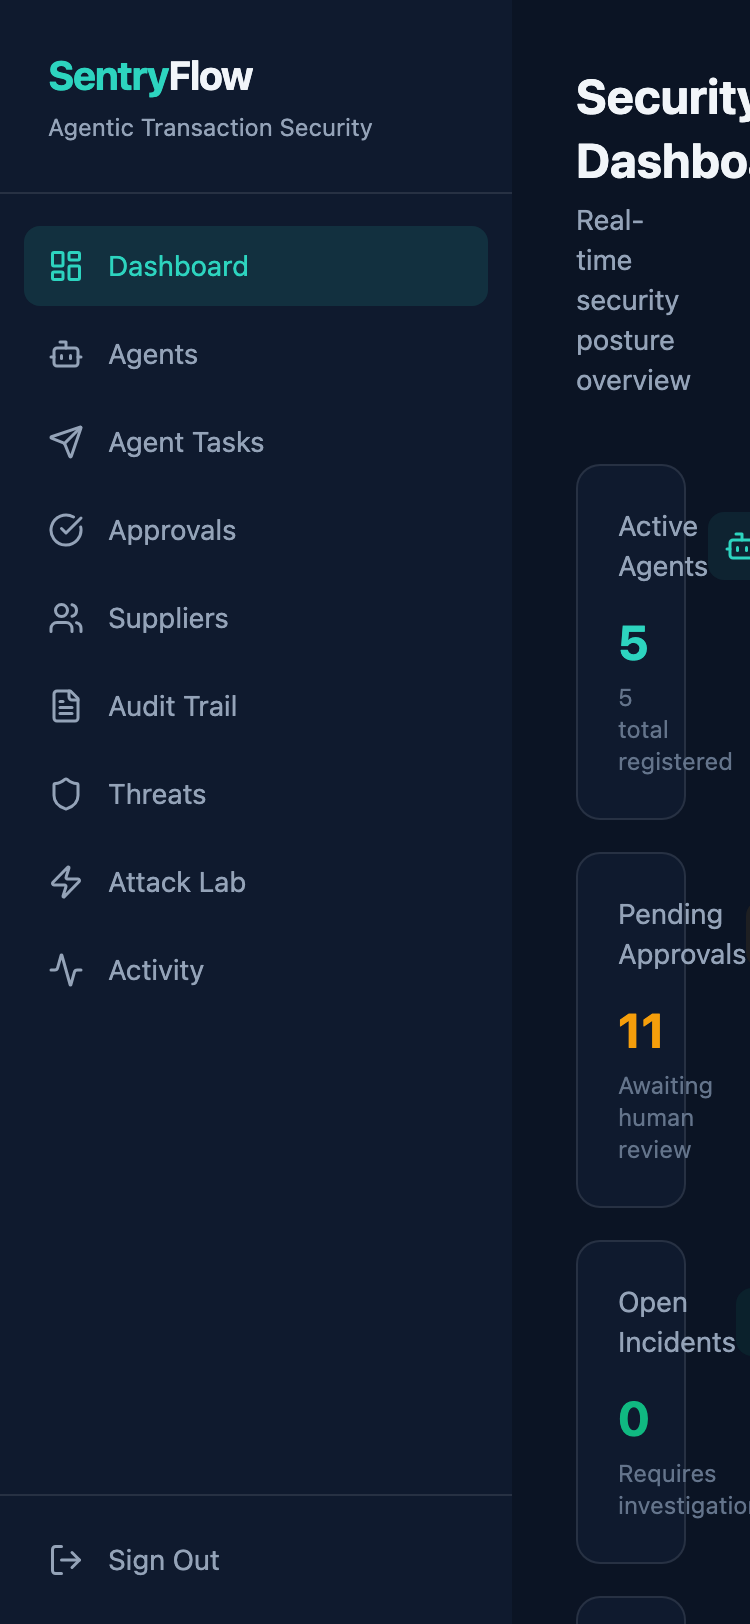 SentryFlow
Agentic Transaction Security
Dashboard
Agents
Agent Tasks
Approvals
Suppliers
Audit Trail
Threats
Attack Lab
Activity
Sign Out
Security
Real-
time
security
posture
overview
Active
Agents
5
5
total
registered
Pending
Approvals
11
Awaiting
human
review
Open
Incidents
0
Requires